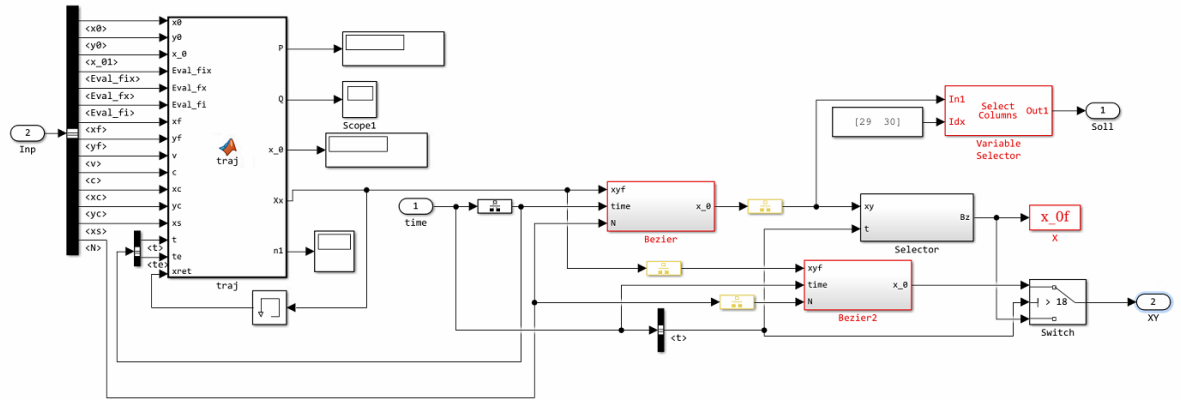 2
Inp
<x0>
<y0>
<x_01>
<Eval_fix>
<Eval_fx>
<Eval_fi>
<xf>
<yf>
<v>
<c>
<xc>
<yc>
<xs>
<N>
<t>
<te>
x0
y0
x_0
Eval_fix
Eval_fx
Eval_fi
xf
yf
v
c
xc
yc
xs
t
te
xret
traj
P
Q
x_0
Xx
n1
traj
Scope1
1
time
xyf
time
N
x_0
Bezier
xyf
time
N
x_0
Bezier2
<t>
[29 30]
In1
Idx
Select
Columns
Out1
Variable
Selector
1
Soll
xy
t
Bz
Selector
x_0f
X
> 18
Switch
2
XY